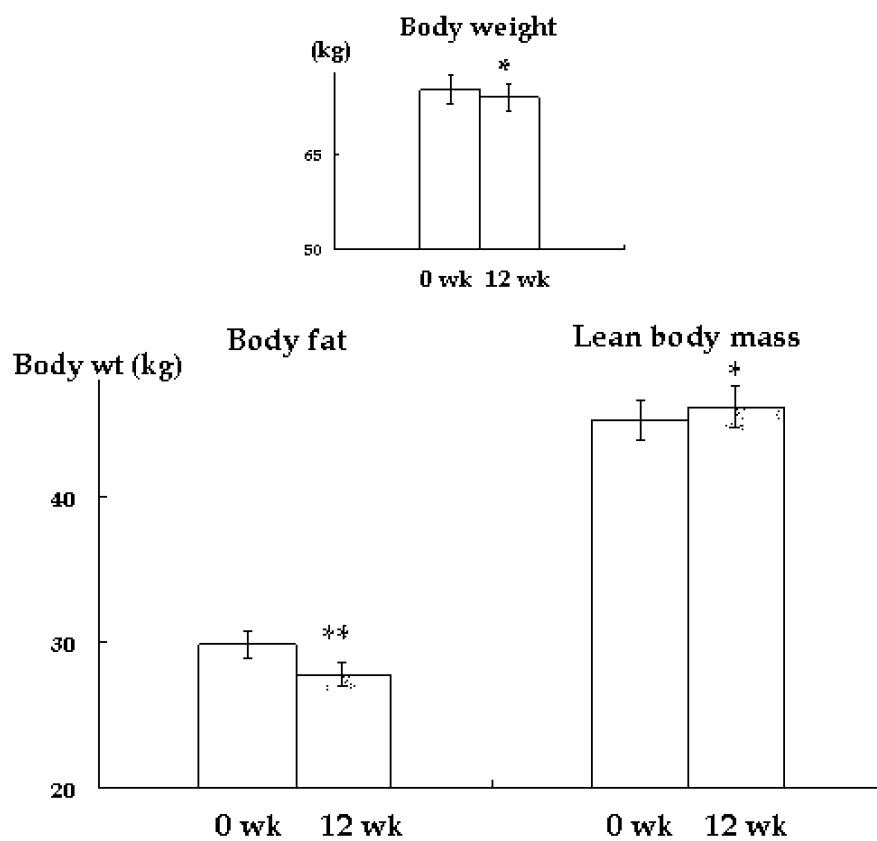 Body weight
(kg)
*
65
50
0 wk 12 wk
Body fat
Lean body mass
Body wt (kg)
*
40
**
30
20
0 wk 12 wk
0 wk 12 wk